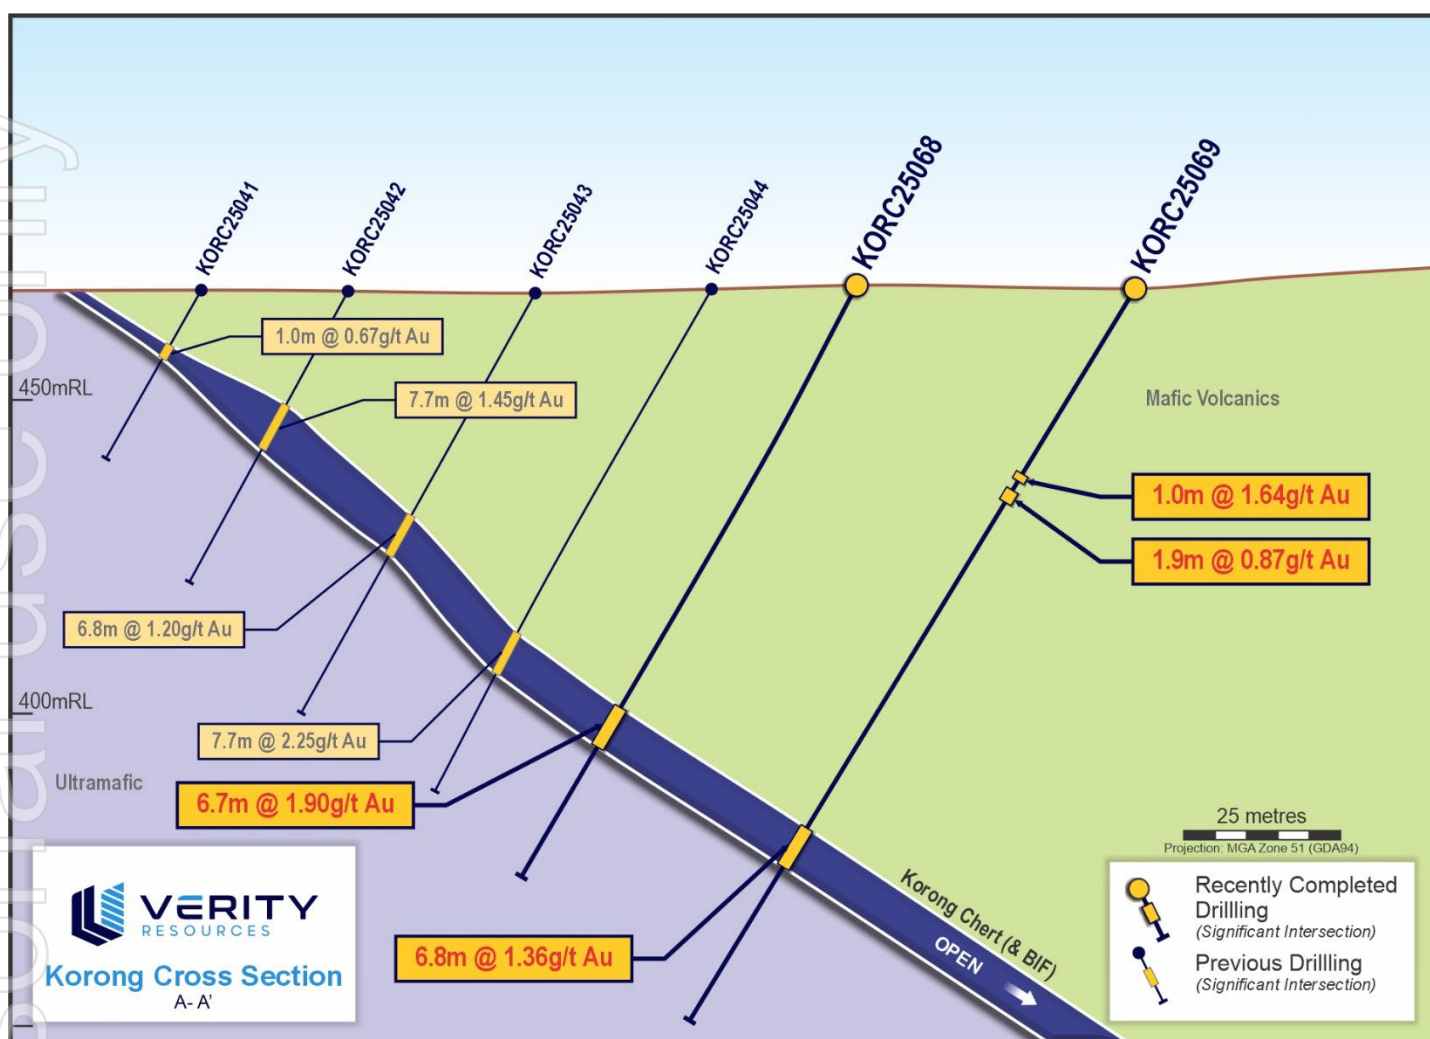 KORC25041
KORC25042
KORC25043
KORC25044
KORC25068
KORC25069
1.0m @ 0.67g/t Au
450mRL
7.7m @ 1.45g/t Au
Mafic Volcanics
1.0m @ 1.64g/t Au
1.9m @ 0.87g/t Au
6.8m @ 1.20g/t Au
400mRL
7.7m @ 2.25g/t Au
Ultramafic
6.7m @ 1.90g/t Au
25 metres
Projection: MGA Zone 51 (GDA94)
Korong Chert (& BIF)
OPEN
6.8m @ 1.36g/t Au
VERITY
RESOURCES
Korong Cross Section
A- A'
Recently Completed
Drillling
(Significant Intersection)
Previous Drillling
(Significant Intersection)